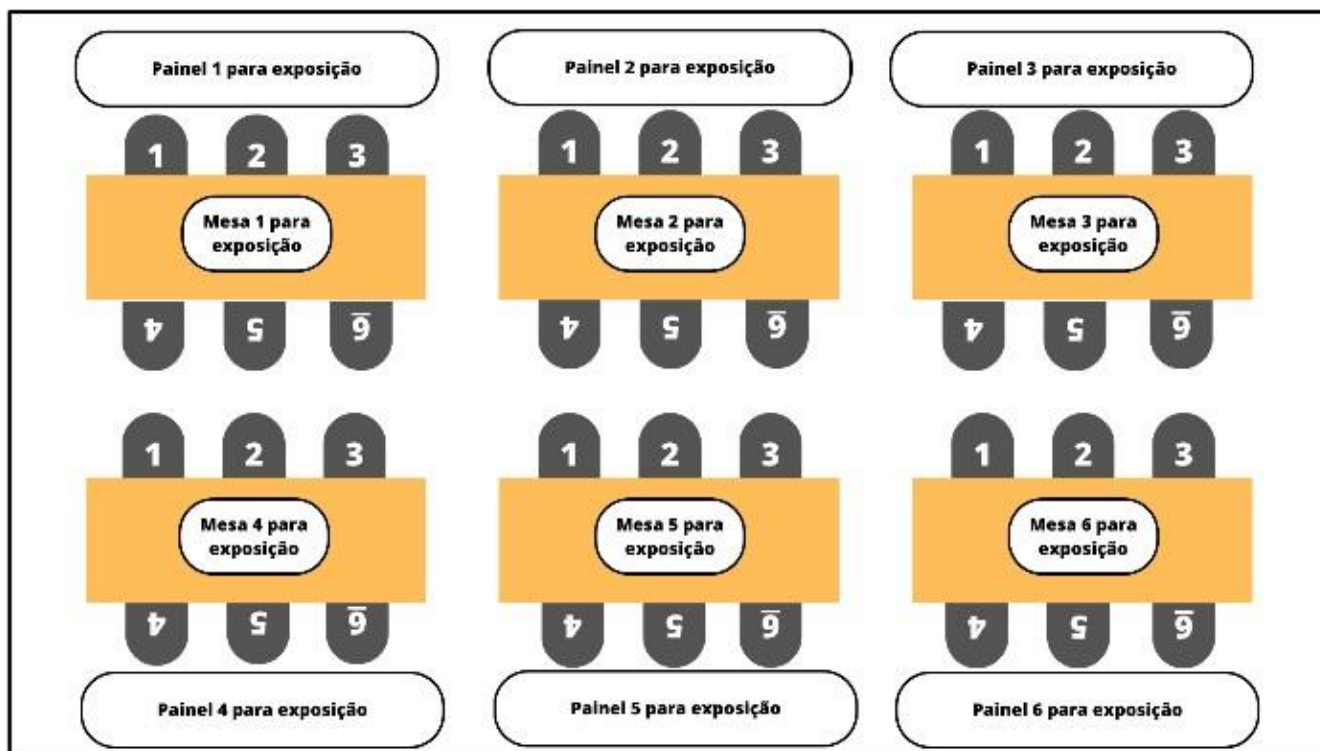 Painel 1 para exposição
Painel 2 para exposição
Painel 3 para exposição
1 2 3
1 2 3
1 2 3
Mesa 1 para
exposição
Mesa 2 para
exposição
Mesa 3 para
exposição
4 5 6
4 5 6
4 5 6
1 2 3
1 2 3
1 2 3
Mesa 4 para
exposição
Mesa 5 para
exposição
Mesa 6 para
exposição
4 5 6
4 5 6
4 5 6
Painel 4 para exposição
Painel 5 para exposição
Painel 6 para exposição